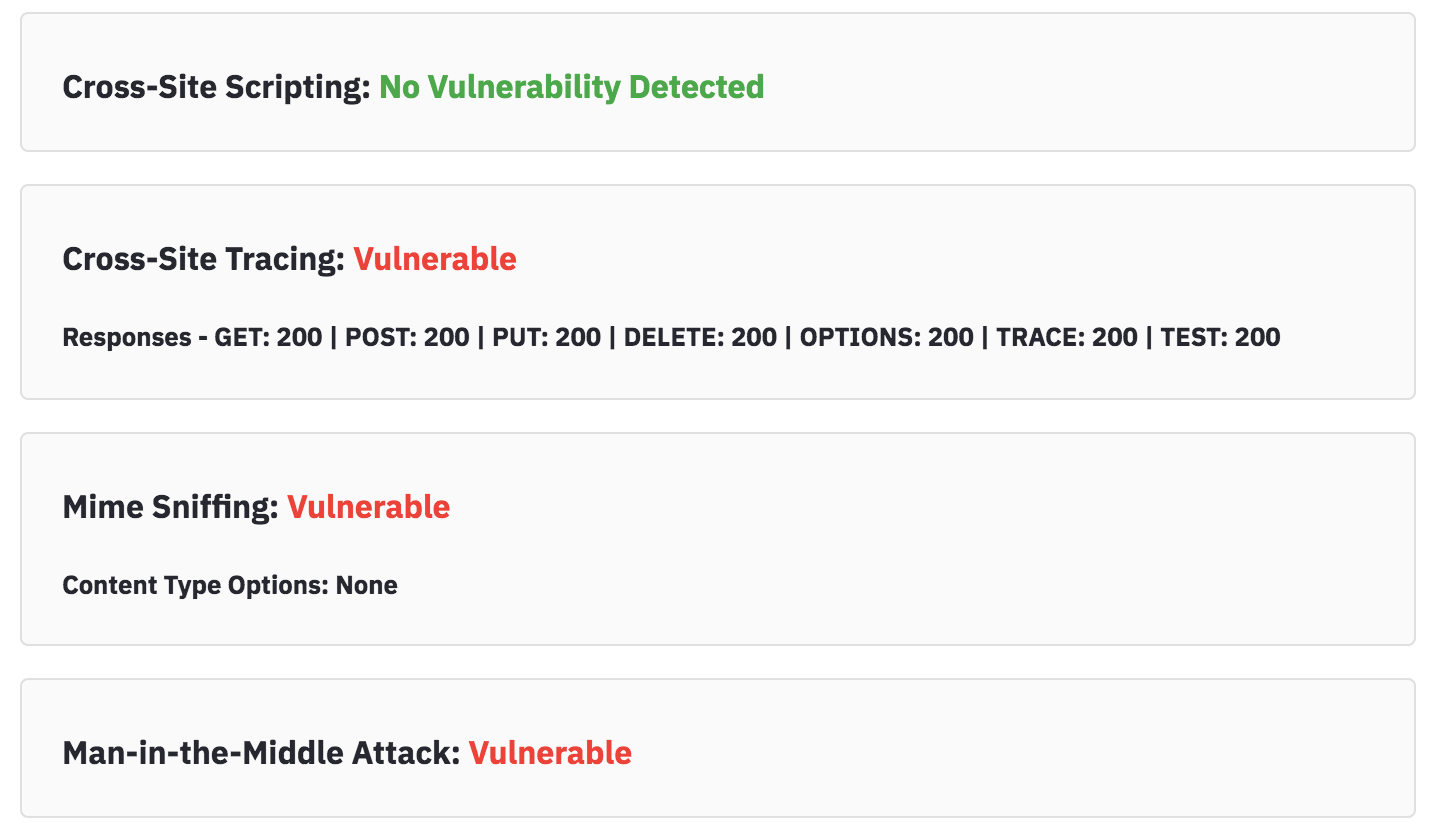 Cross-Site Scripting: No Vulnerability Detected
Cross-Site Tracing: Vulnerable
Responses - GET: 200 | POST: 200 | PUT: 200 | DELETE: 200 | OPTIONS: 200 | TRACE: 200 | TEST: 200
Mime Sniffing: Vulnerable
Content Type Options: None
Man-in-the-Middle Attack: Vulnerable